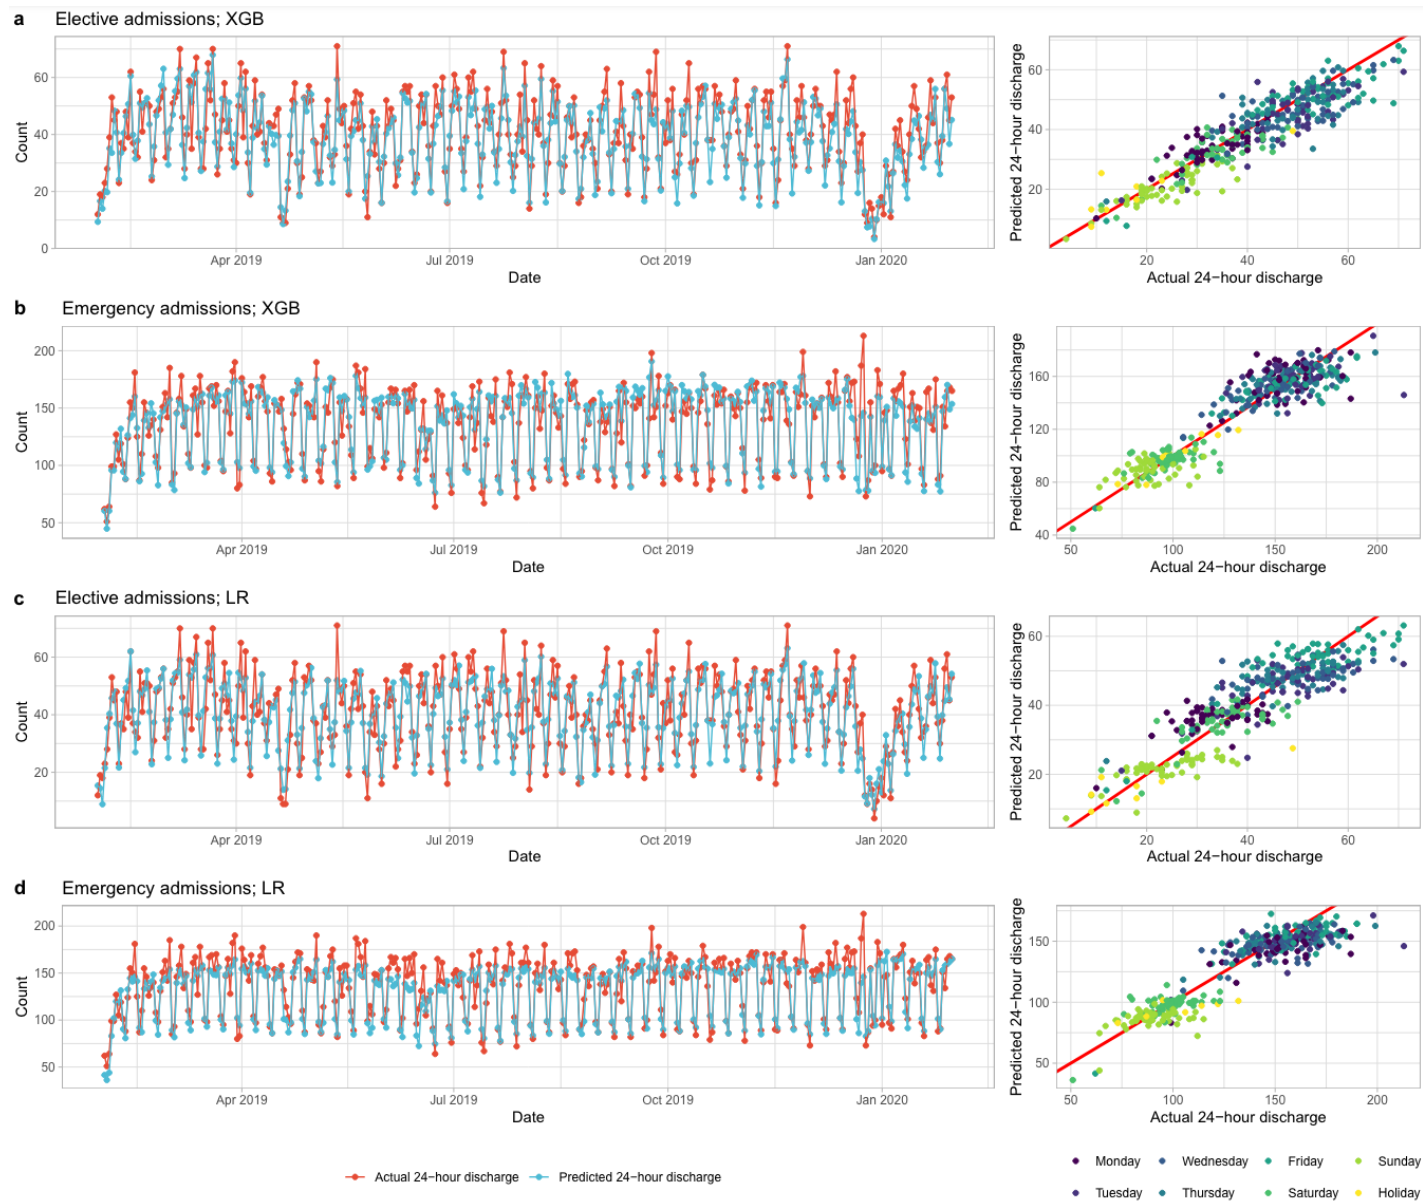 a Elective admissions; XGB
60
40
20
0
Count
Apr 2019 Jul 2019 Oct 2019 Jan 2020
Date
Predicted 24−hour discharge
60
40
20
20 40 60
Actual 24−hour discharge
b Emergency admissions; XGB
200
150
100
50
Count
Apr 2019 Jul 2019 Oct 2019 Jan 2020
Date
Predicted 24−hour discharge
160
120
80
40
50 100 150 200
Actual 24−hour discharge
c Elective admissions; LR
60
40
20
Count
Apr 2019 Jul 2019 Oct 2019 Jan 2020
Date
Predicted 24−hour discharge
60
40
20
20 40 60
Actual 24−hour discharge
d Emergency admissions; LR
200
150
100
50
Count
Apr 2019 Jul 2019 Oct 2019 Jan 2020
Date
Predicted 24−hour discharge
150
100
50
50 100 150 200
Actual 24−hour discharge
Actual 24−hour discharge Predicted 24−hour discharge
Monday Wednesday Friday Sunday
Tuesday Thursday Saturday Holiday